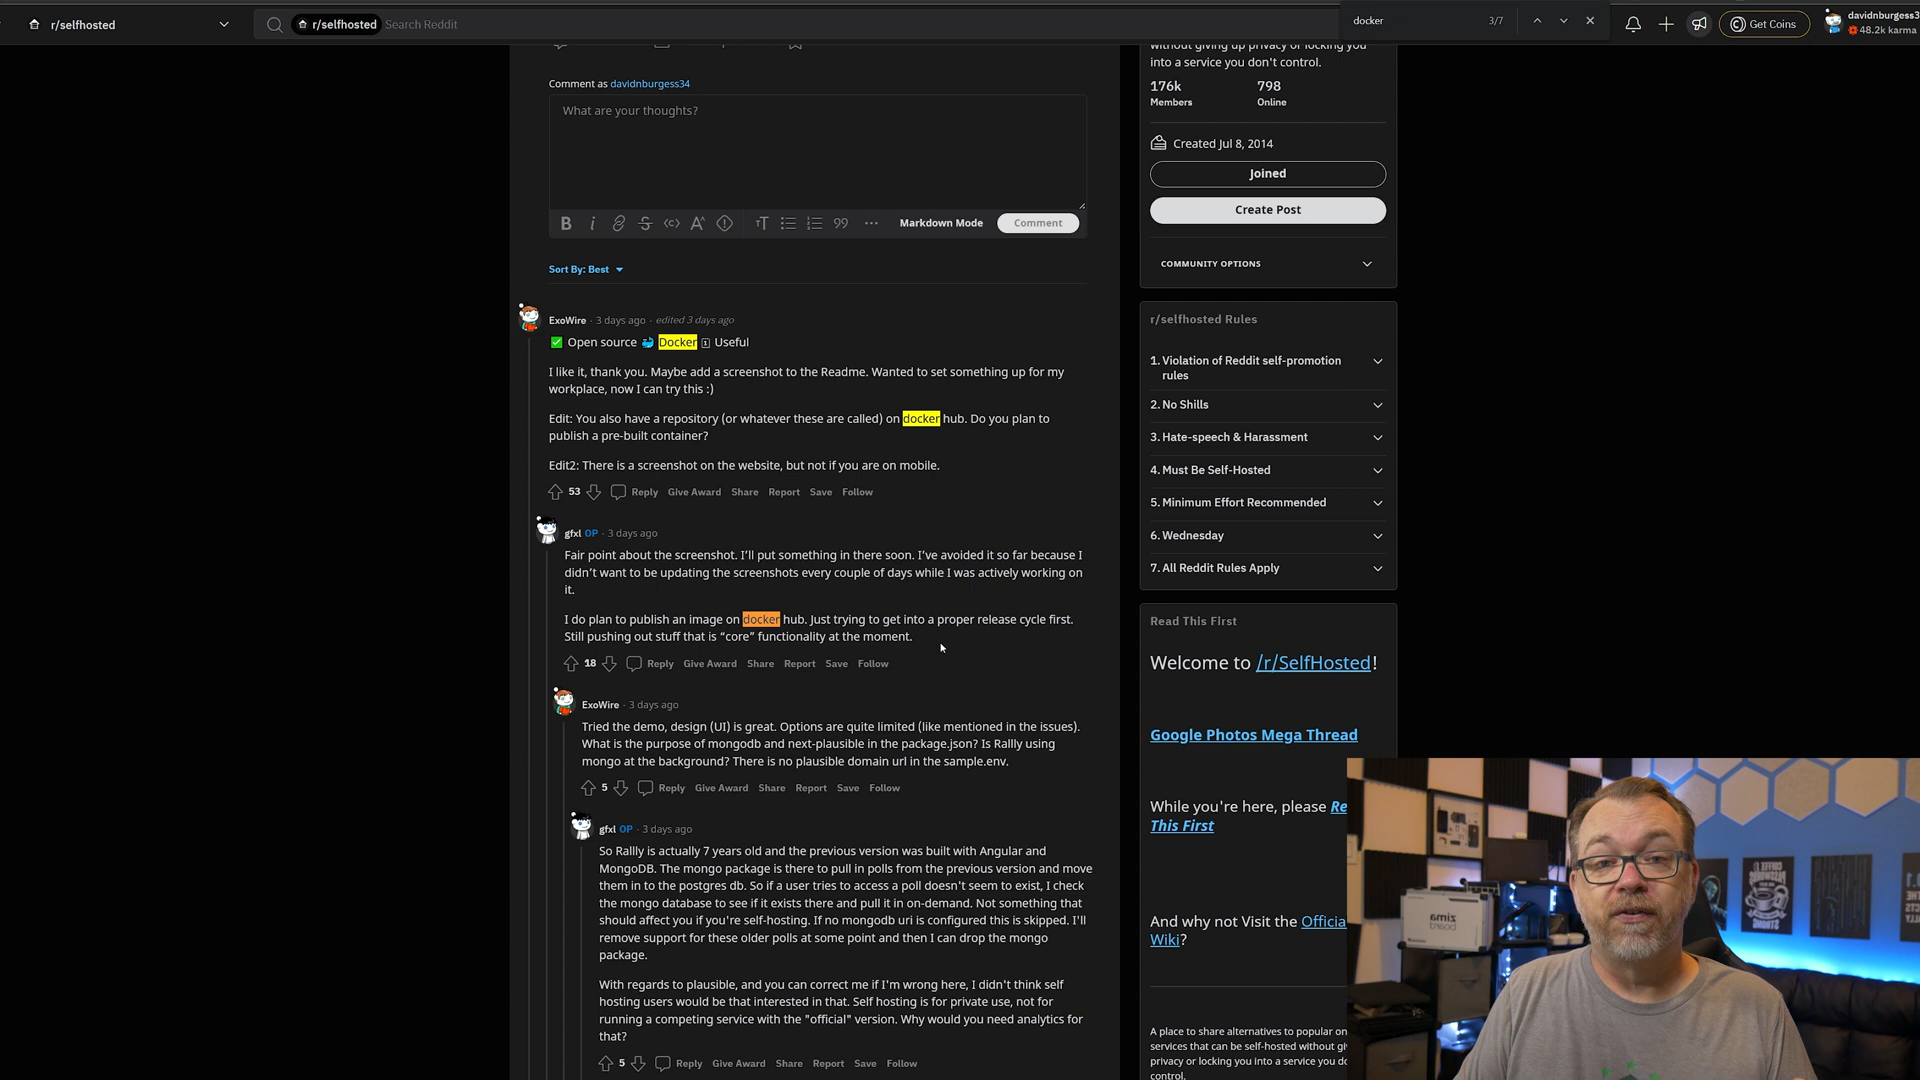 r/selfhosted
r/selfhosted Search Reddit
docker
3/7
Get Coins
davidnburgess3
48.2k karma
without giving up privacy or locking you
into a service you don't control.
176k
798
Members
Online
Created Jul 8, 2014
Joined
Create Post
COMMUNITY OPTIONS
Comment as davidnburgess34
What are your thoughts?
Markdown Mode
Comment
Sort By: Best
ExoWire · 3 days ago · edited 3 days ago
Open source Docker 1 Useful
I like it, thank you. Maybe add a screenshot to the Readme. Wanted to set something up for my
workplace, now I can try this :)
Edit: You also have a repository (or whatever these are called) on docker hub. Do you plan to
publish a pre-built container?
Edit2: There is a screenshot on the website, but not if you are on mobile.
53 Reply Give Award Share Report Save Follow
gfxl OP · 3 days ago
Fair point about the screenshot. I'll put something in there soon. I've avoided it so far because I
didn't want to be updating the screenshots every couple of days while I was actively working on
it.
I do plan to publish an image on docker hub. Just trying to get into a proper release cycle first.
Still pushing out stuff that is “core” functionality at the moment.
18 Reply Give Award Share Report Save Follow
ExoWire · 3 days ago
Tried the demo, design (UI) is great. Options are quite limited (like mentioned in the issues).
What is the purpose of mongodb and next-plausible in the package.json? Is Rallly using
mongo at the background? There is no plausible domain url in the sample.env.
5 Reply Give Award Share Report Save Follow
gfxl OP · 3 days ago
So Rallly is actually 7 years old and the previous version was built with Angular and
MongoDB. The mongo package is there to pull in polls from the previous version and move
them in to the postgres db. So if a user tries to access a poll doesn't seem to exist, I check
the mongo database to see if it exists there and pull it in on-demand. Not something that
should affect you if you're self-hosting. If no mongodb uri is configured this is skipped. I'll
remove support for these older polls at some point and then I can drop the mongo
package.
With regards to plausible, and you can correct me if I'm wrong here, I didn't think self
hosting users would be that interested in that. Self hosting is for private use, not for
running a competing service with the "official" version. Why would you need analytics for
that?
5 Reply Give Award Share Report Save Follow
r/selfhosted Rules
1. Violation of Reddit self-promotion
rules
2. No Shills
3. Hate-speech & Harassment
4. Must Be Self-Hosted
5. Minimum Effort Recommended
6. Wednesday
7. All Reddit Rules Apply
Read This First
Welcome to /r/SelfHosted!
Google Photos Mega Thread
While you're here, please Re
This First
And why not Visit the Officia
Wiki?
A place to share alternatives to popular on
services that can be self-hosted without gi
privacy or locking you into a service you do
control.
zima
board